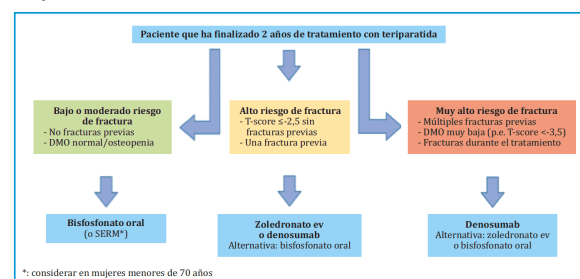 Paciente que ha finalizado 2 años de tratamiento con teriparatida
Bajo o moderado riesgo
de fractura
- No fracturas previas
- DMO normal/osteopenia
Alto riesgo de fractura
- T-score ≤-2,5 sin
fracturas previas
- Una fractura previa
Muy alto riesgo de fractura
- Múltiples fracturas previas
- DMO muy baja (p.e. T-score <-3,5)
- Fracturas durante el tratamiento
Bisfosfonato oral
(o SERM*)
Zoledronato ev
o denosumab
Alternativa: bisfosfonato oral
Denosumab
Alternativa: zoledronato ev
o bisfosfonato oral
*: considerar en mujeres menores de 70 años